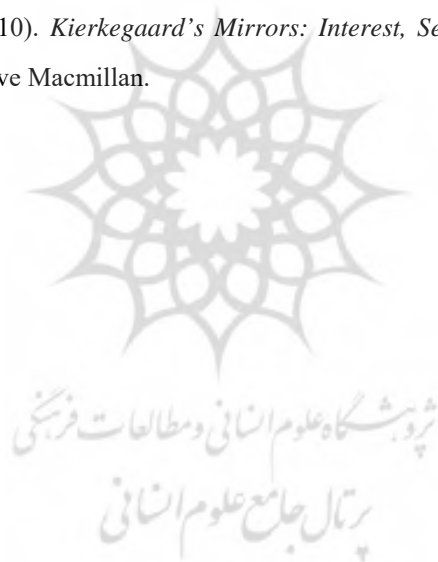 10). Kierkegaard's Mirrors: Interest, Se
ve Macmillan.
پژوهشگاه علوم انسانی و مطالعات فرهنگی
پرتال جامع علوم انسانی